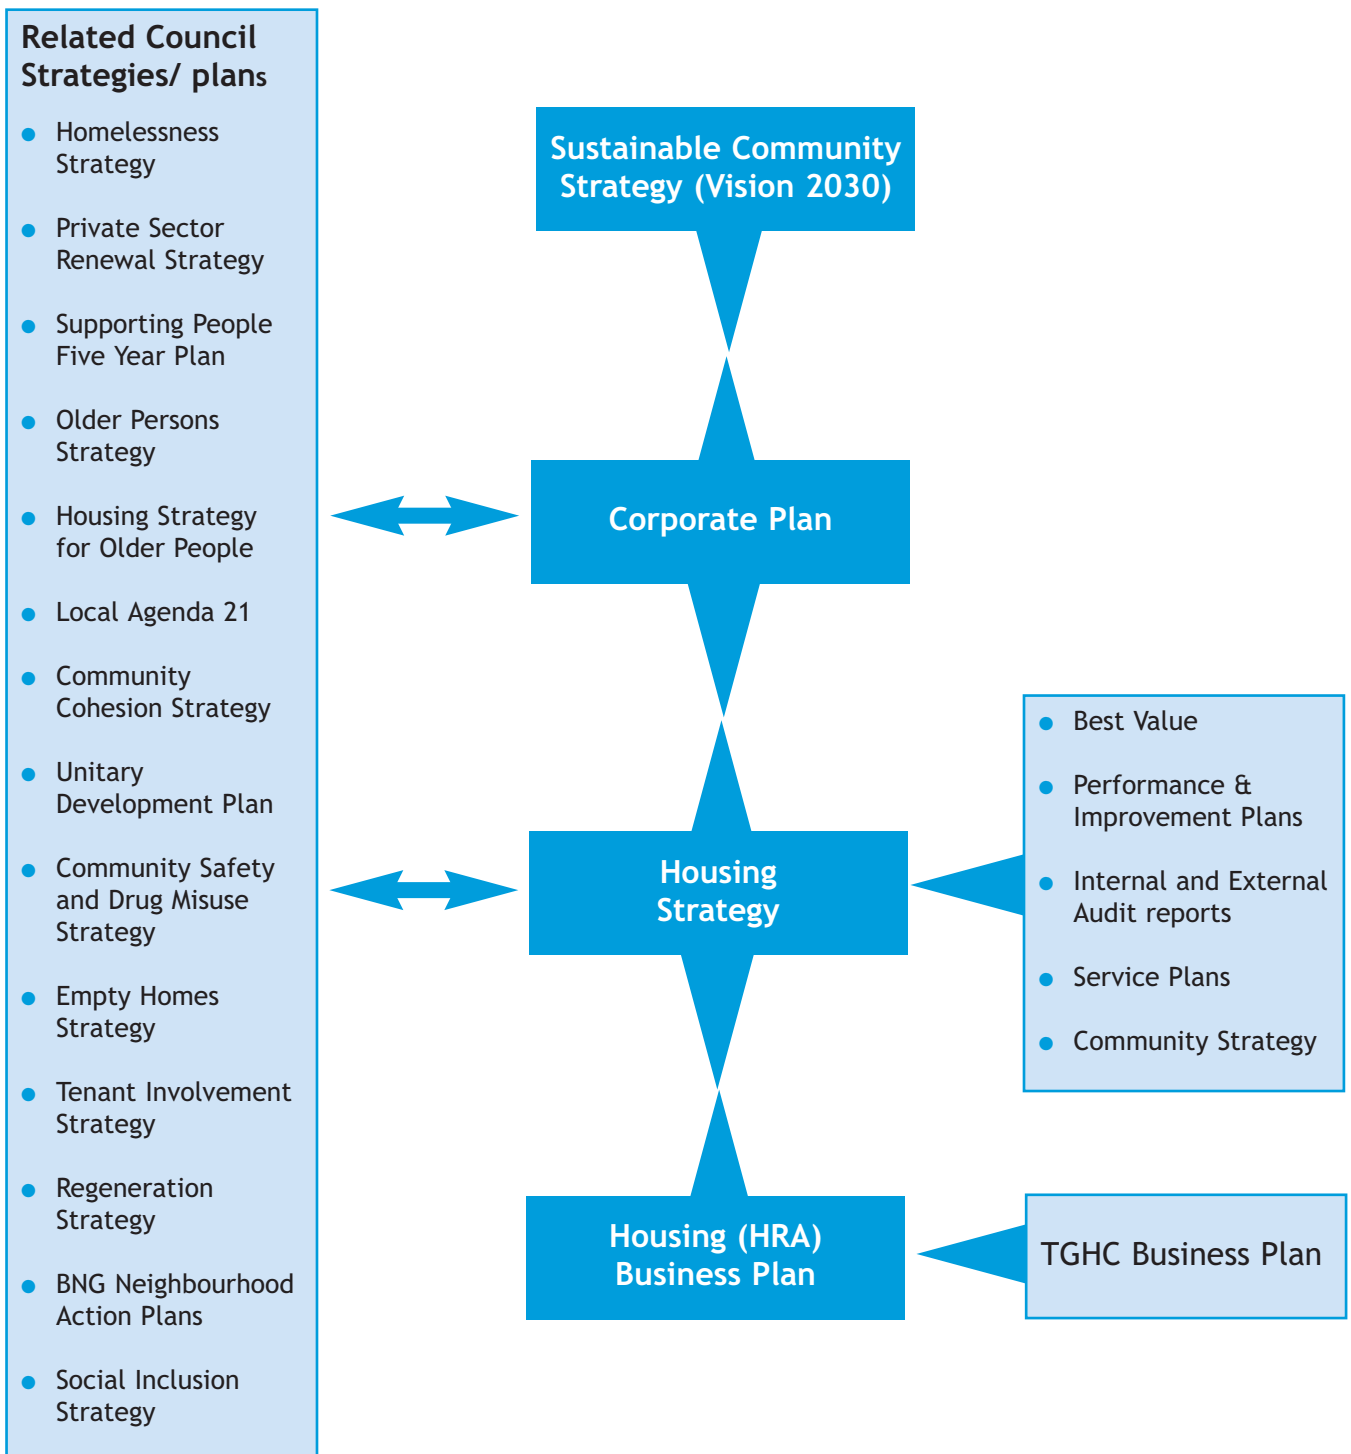 Related Council
Strategies/ plans
Homelessness
Strategy
Private Sector
Renewal Strategy
Supporting People
Five Year Plan
Older Persons
Strategy
Housing Strategy
for Older People
Local Agenda 21
Community
Cohesion Strategy
Unitary
Development Plan
Community Safety
and Drug Misuse
Strategy
Empty Homes
Strategy
Tenant Involvement
Strategy
Regeneration
Strategy
BNG Neighbourhood
Action Plans
Social Inclusion
Strategy
Sustainable Community
Strategy (Vision 2030)
Corporate Plan
Housing
Strategy
Housing (HRA)
Business Plan
Best Value
Performance &
Improvement Plans
Internal and External
Audit reports
Service Plans
Community Strategy
TGHC Business Plan